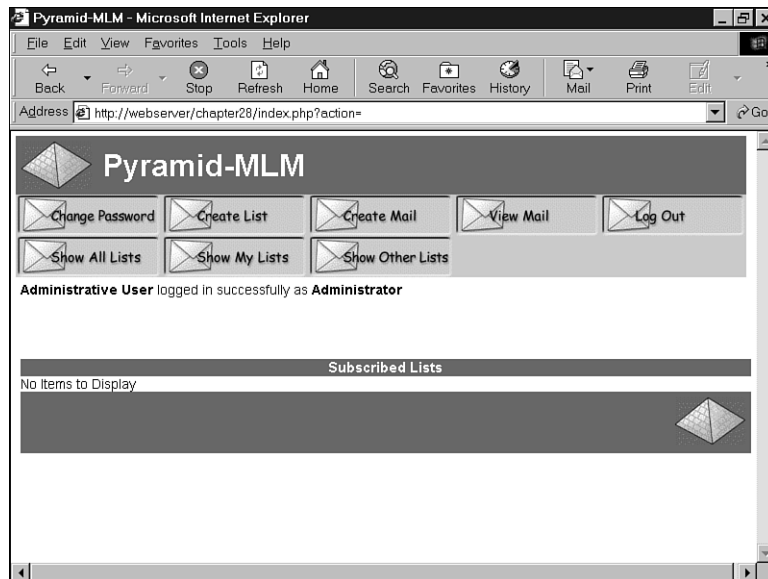 Pyramid-MLM - Microsoft Internet Explorer
File Edit View Favorites Tools Help
Back Forward Stop Refresh Home Search Favorites History Mail Print Edit
Address http://webserver/chapter28/index.php?action= Go
Pyramid-MLM
Change Password Create List Create Mail View Mail Log Out
Show All Lists Show My Lists Show Other Lists
Administrative User logged in successfully as Administrator
Subscribed Lists
No Items to Display